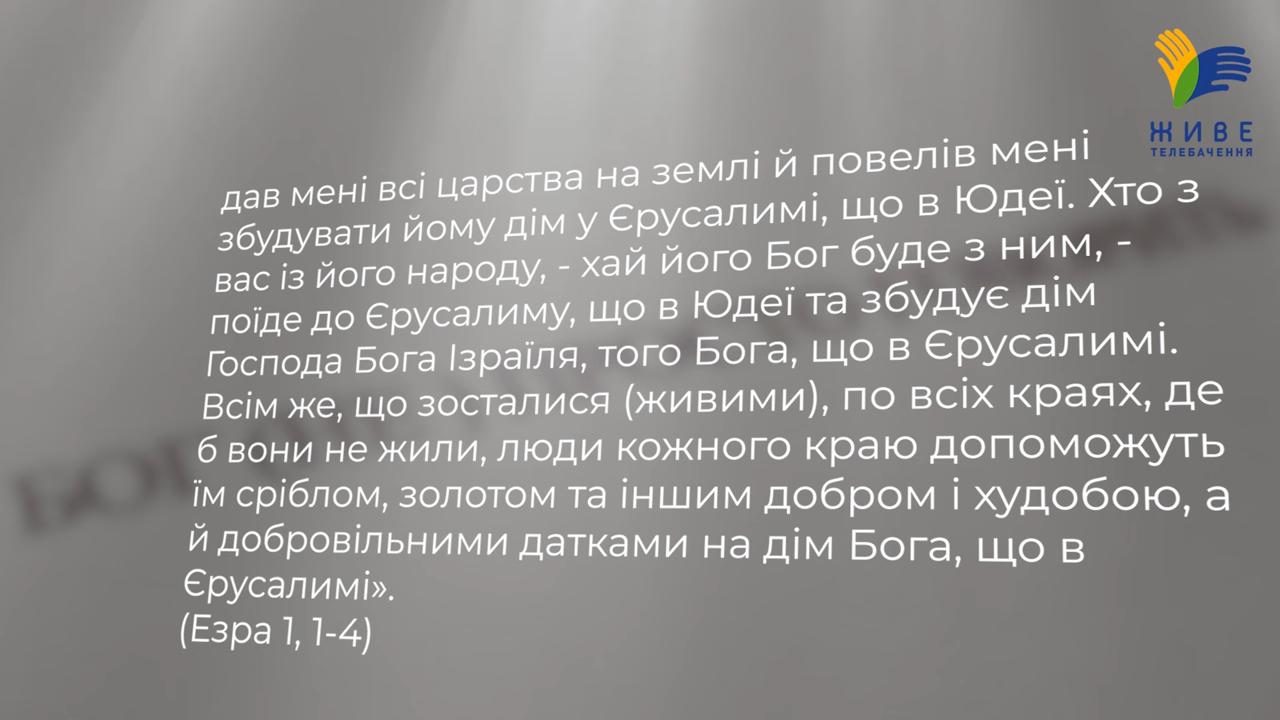 ЖИВЕ
ТЕЛЕБАЧЕННЯ
дав мені всі царства на землі й повелів мені
збудувати йому дім у Єрусалимі, що в Юдеї. Хто з
вас із його народу, - хай його Бог буде з ним, -
поїде до Єрусалиму, що в Юдеї та збудує дім
Господа Бога Ізраїля, того Бога, що в Єрусалимі.
Всім же, що зосталися (живими), по всіх краях, де
б вони не жили, люди кожного краю допоможуть
їм сріблом, золотом та іншим добром і худобою, а
й добровільними датками на дім Бога, що в
Єрусалимі».
(Езра 1, 1-4)
БОГ